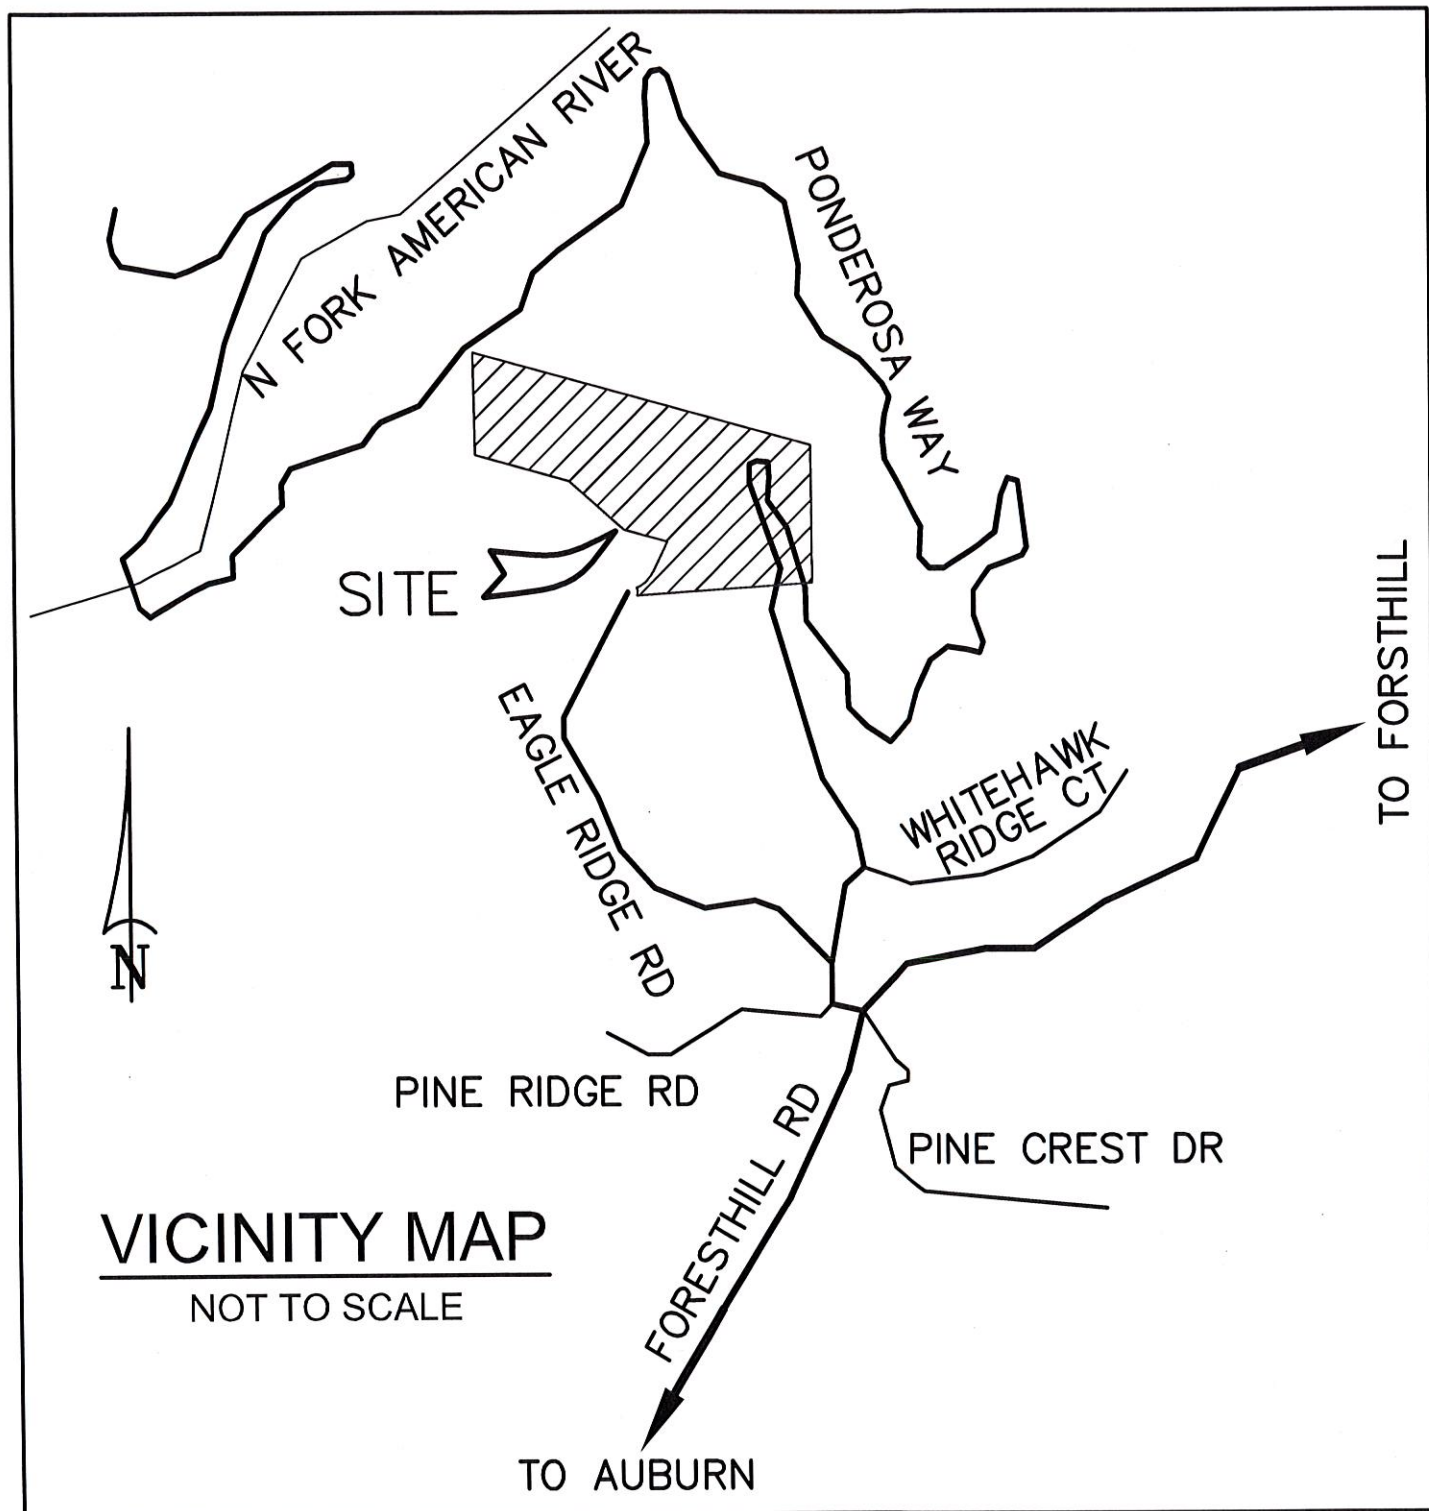 N FORK AMERICAN RIVER
PONDEROSA WAY
SITE
TO FORSTHILL
EAGLE RIDGE RD
WHITEHAWK
RIDGE CT
N
PINE RIDGE RD
PINE CREST DR
FORESTHILL RD
VICINITY MAP
NOT TO SCALE
TO AUBURN